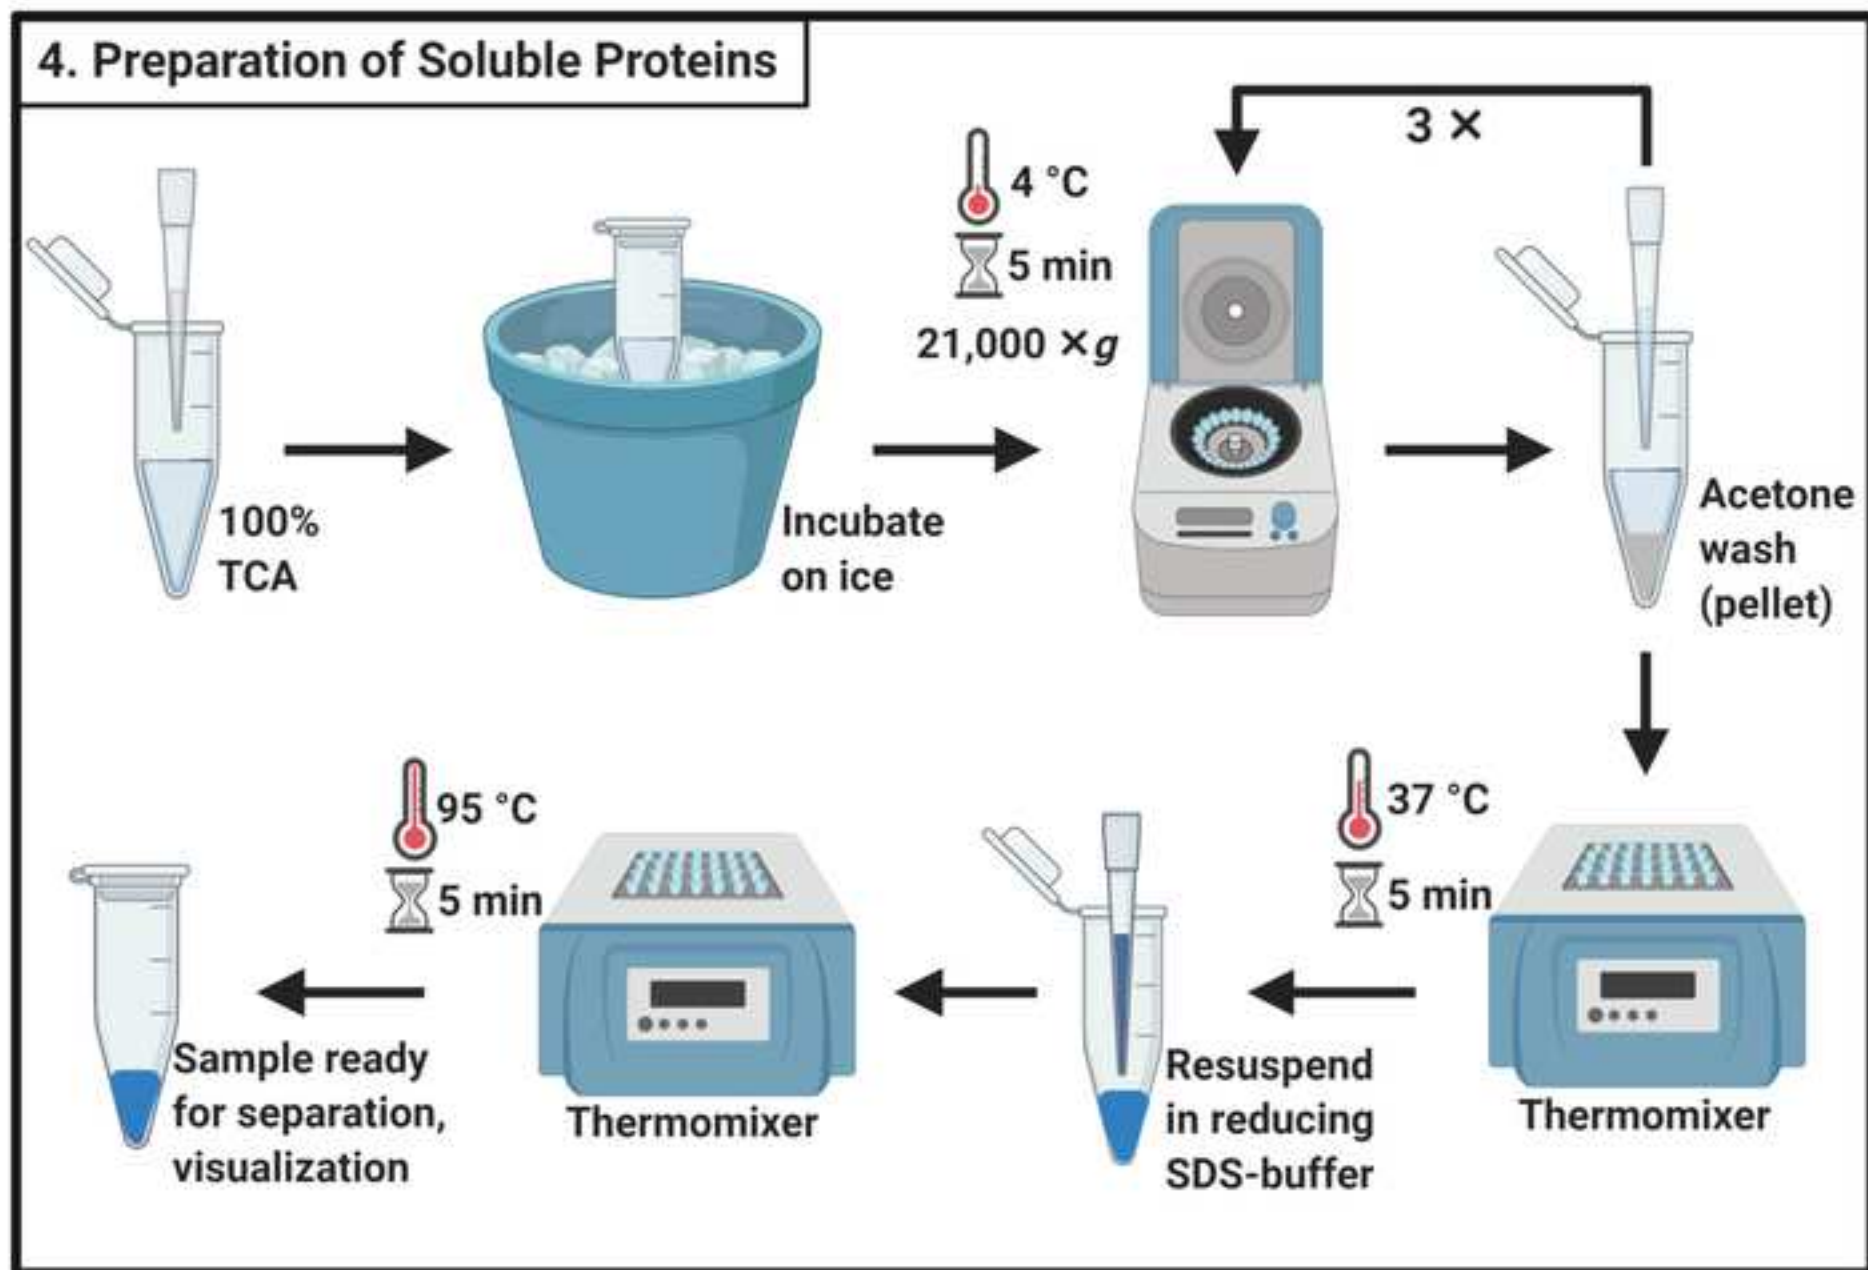 4. Preparation of Soluble Proteins
3 ×
4 °C
5 min
21,000 × g
100%
TCA
Incubate
on ice
Acetone
wash
(pellet)
37 °C
5 min
Thermomixer
Resuspend
in reducing
SDS-buffer
95 °C
5 min
Thermomixer
Sample ready
for separation,
visualization